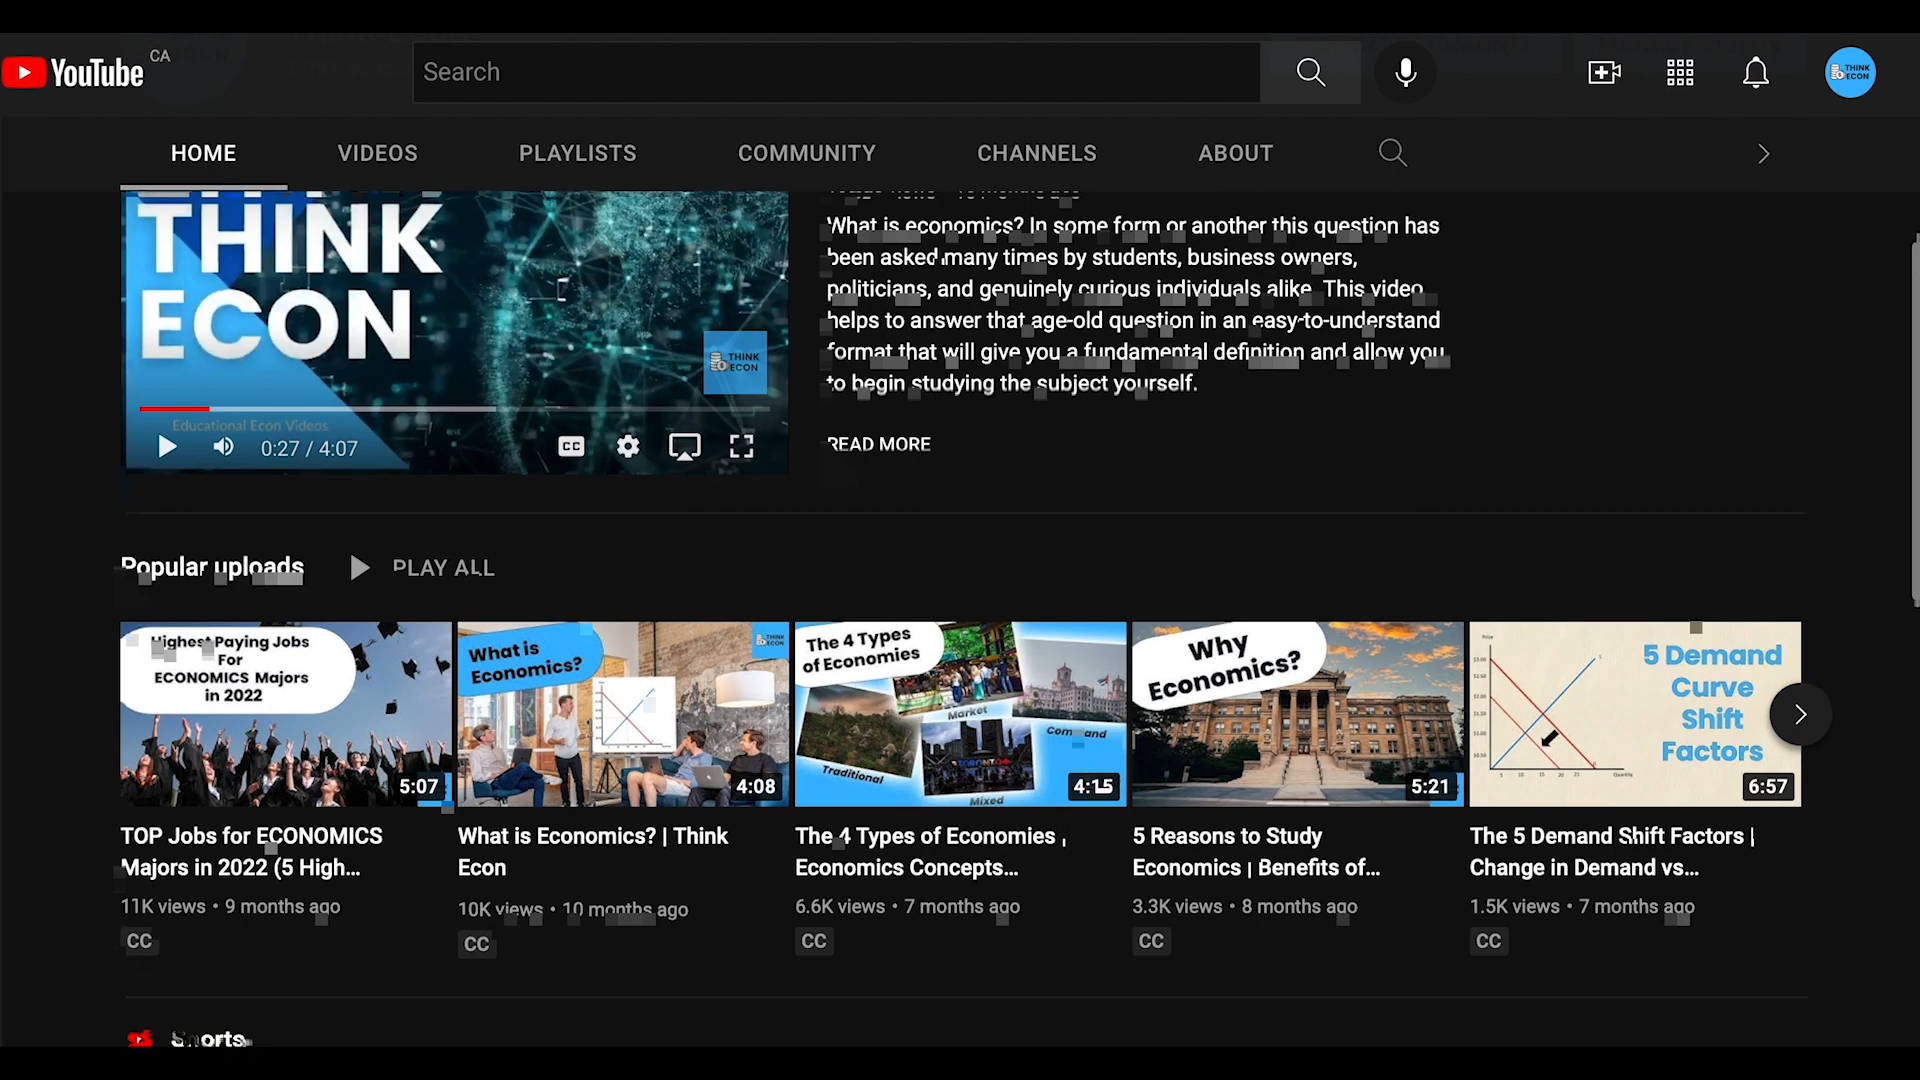 YouTube CA
Search
THINK ECON
HOME VIDEOS PLAYLISTS COMMUNITY CHANNELS ABOUT
THINK
ECON
THINK ECON
Educational Econ Videos
0:27 / 4:07
CC
What is economics? In some form or another this question has
been asked many times by students, business owners,
politicians, and genuinely curious individuals alike. This video
helps to answer that age-old question in an easy-to-understand
format that will give you a fundamental definition and allow you
to begin studying the subject yourself.
READ MORE
Popular uploads PLAY ALL
Highest Paying Jobs
For
ECONOMICS Majors
in 2022
5:07
What is
Economics?
THINK ECON
4:08
The 4 Types
of Economies
Market
Traditional
TORONTO
Mixed
4:15
Why
Economics?
5:21
Price
5 Demand
Curve
Shift
Factors
Quantity
6:57
TOP Jobs for ECONOMICS
Majors in 2022 (5 High...
11K views • 9 months ago
CC
What is Economics? | Think
Econ
10K views • 10 months ago
CC
The 4 Types of Economies |
Economics Concepts...
6.6K views • 7 months ago
CC
5 Reasons to Study
Economics | Benefits of...
3.3K views • 8 months ago
CC
The 5 Demand Shift Factors |
Change in Demand vs...
1.5K views • 7 months ago
CC